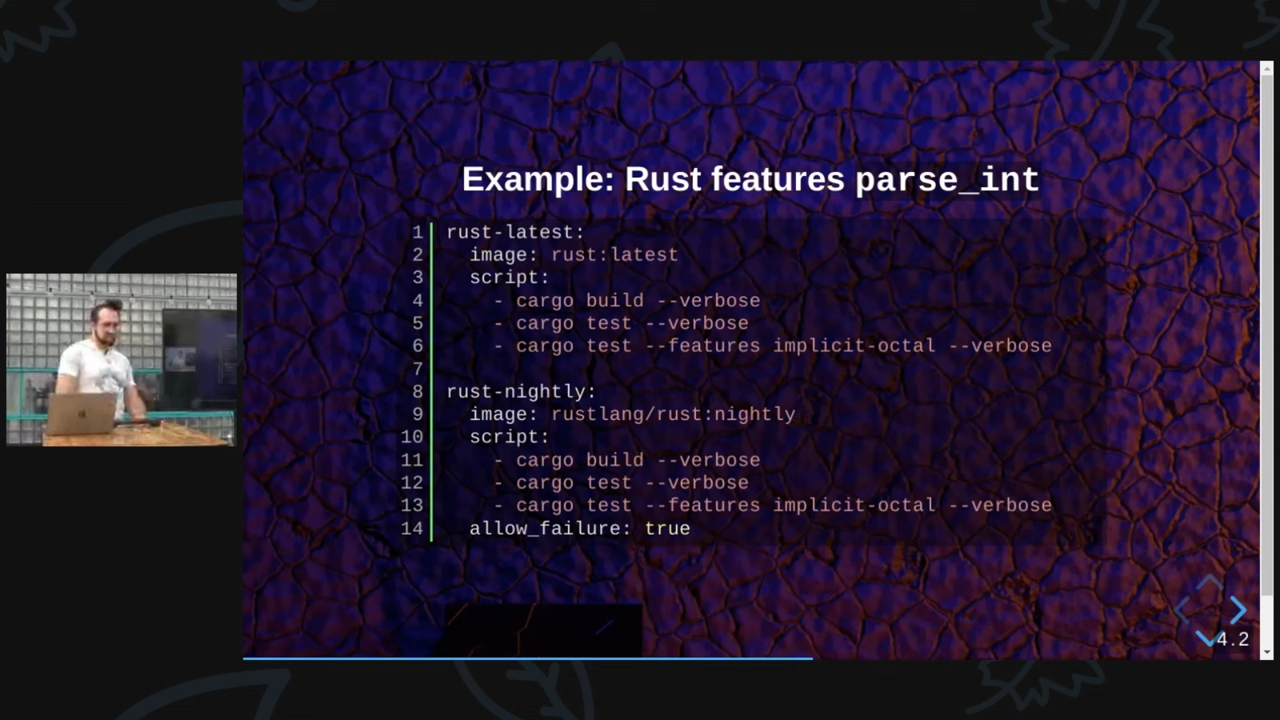 Example: Rust features parse_int
1 rust-latest:
2   image: rust:latest
3   script:
4     - cargo build --verbose
5     - cargo test --verbose
6     - cargo test --features implicit-octal --verbose
7
8 rust-nightly:
9   image: rustlang/rust:nightly
10   script:
11     - cargo build --verbose
12     - cargo test --verbose
13     - cargo test --features implicit-octal --verbose
14   allow_failure: true
4.2